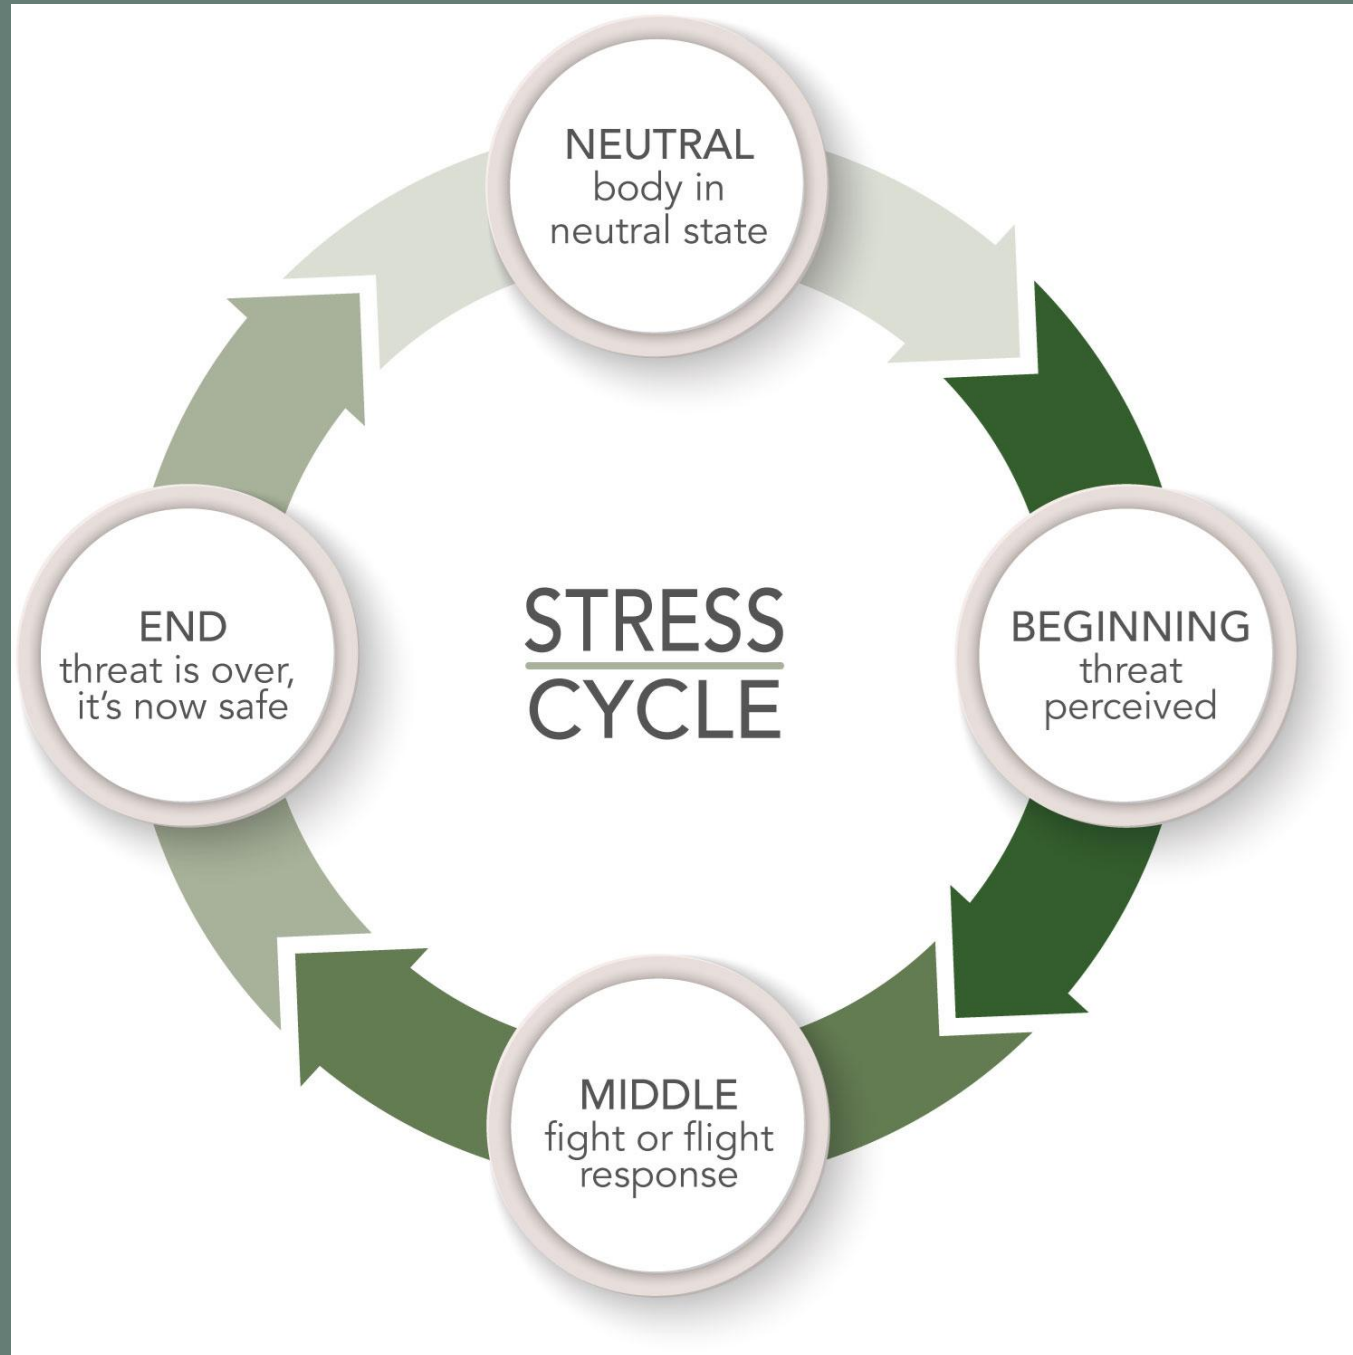 NEUTRAL
body in
neutral state
BEGINNING
threat
perceived
MIDDLE
fight or flight
response
END
threat is over,
it's now safe
STRESS
CYCLE